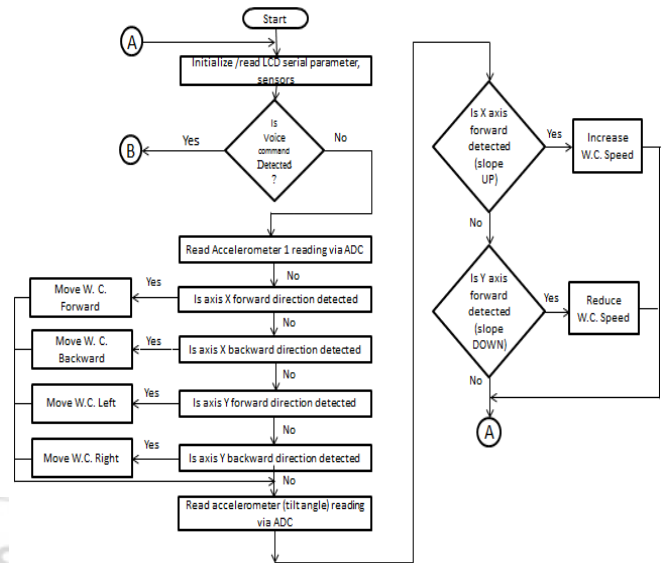 Start
A
Initialize /read LCD serial parameter,
sensors
Is
Voice
command
Detected
?
Yes
No
B
Read Accelerometer 1 reading via ADC
No
Is axis X forward direction detected
Yes
Move W. C.
Forward
No
Is axis X backward direction detected
Yes
Move W. C.
Backward
No
Is axis Y forward direction detected
Yes
Move W.C. Left
No
Is axis Y backward direction detected
Yes
Move W.C. Right
No
Read accelerometer (tilt angle) reading
via ADC
Is X axis
forward
detected
(slope
UP)
Yes
Increase
W.C. Speed
No
Is Y axis
forward
detected
(slope
DOWN)
Yes
Reduce
W.C. Speed
No
A